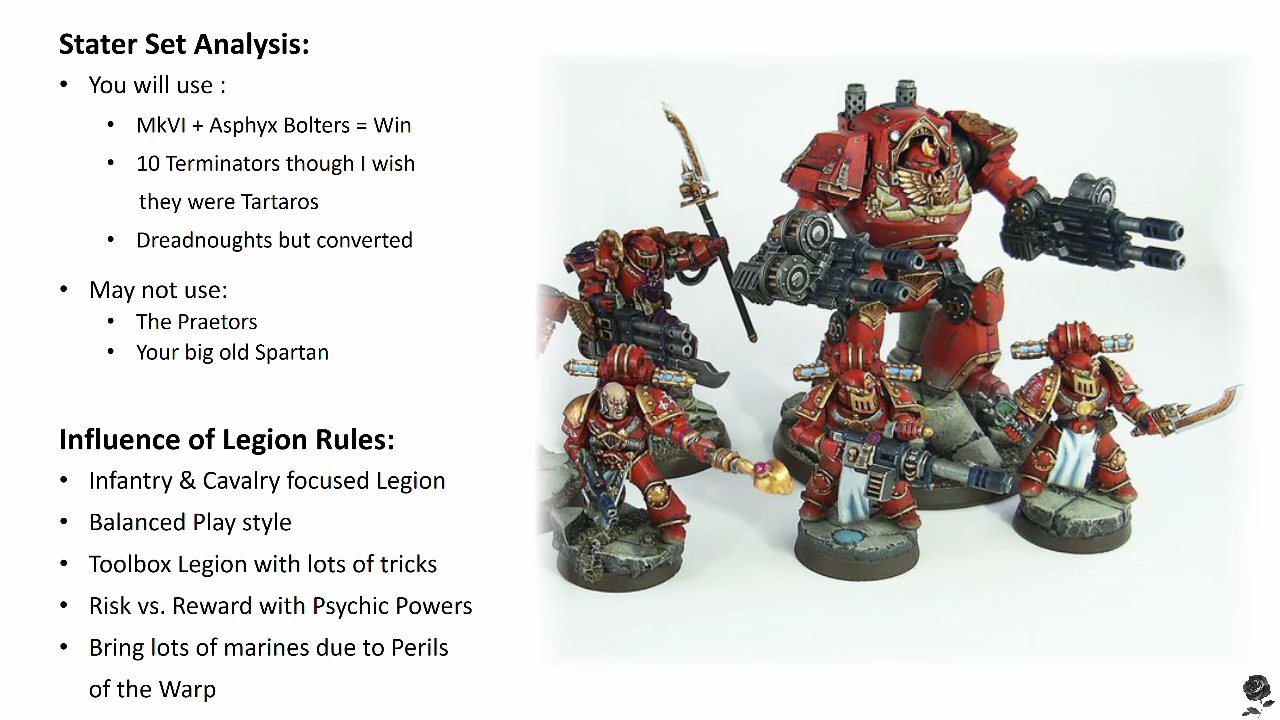 Stater Set Analysis:
• You will use :
• MkVI + Asphyx Bolters = Win
• 10 Terminators though I wish
they were Tartaros
• Dreadnoughts but converted
• May not use:
• The Praetors
• Your big old Spartan
Influence of Legion Rules:
• Infantry & Cavalry focused Legion
• Balanced Play style
• Toolbox Legion with lots of tricks
• Risk vs. Reward with Psychic Powers
• Bring lots of marines due to Perils
of the Warp